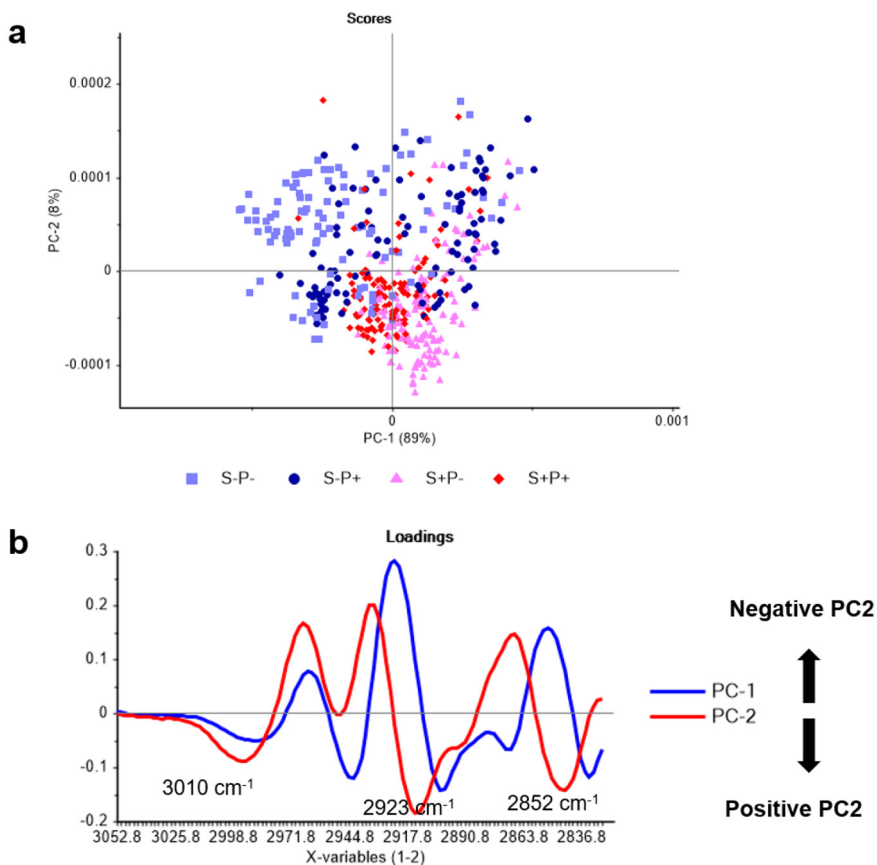 a
Scores
0.0002
0.0001
0
-0.0001
PC-2 (8%)
0
0.001
PC-1 (89%)
S-P-
S-P+
S+P-
S+P+
b
Loadings
0.3
0.2
0.1
0
-0.1
-0.2
3010 cm⁻¹
2923 cm⁻¹
2852 cm⁻¹
3052.8 3025.8 2998.8 2971.8 2944.8 2917.8 2890.8 2863.8 2836.8
X-variables (1-2)
Negative PC2
PC-1
PC-2
Positive PC2